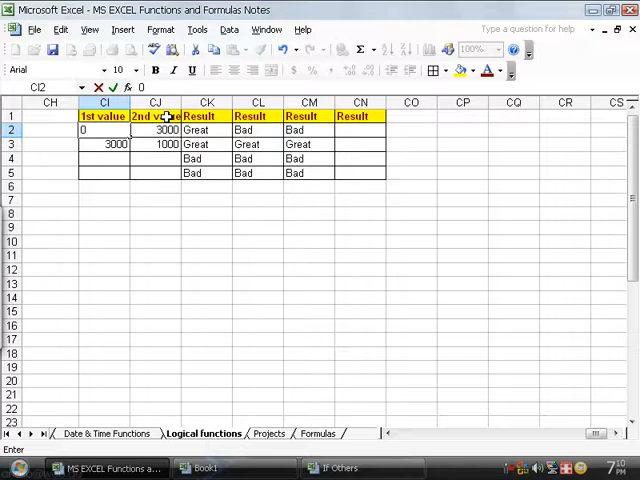 Microsoft Excel - MS EXCEL Functions and Formulas Notes
File Edit View Insert Format Tools Data Window Help Type a question for help
100%
Arial 10 B I U A
CI2 fx 0
CH CI CJ CK CL CM CN CO CP CQ CR CS
1 1st value 2nd value Result Result Result Result
2 0 3000 Great Bad Bad
3 3000 1000 Great Great Great
4 Bad Bad Bad
5 Bad Bad Bad
6
7
8
9
10
11
12
13
14
15
16
17
18
19
20
21
22
23
Date & Time Functions Logical functions Projects Formulas
Enter
MS EXCEL Functions a... Book1 If Others 7:10 PM